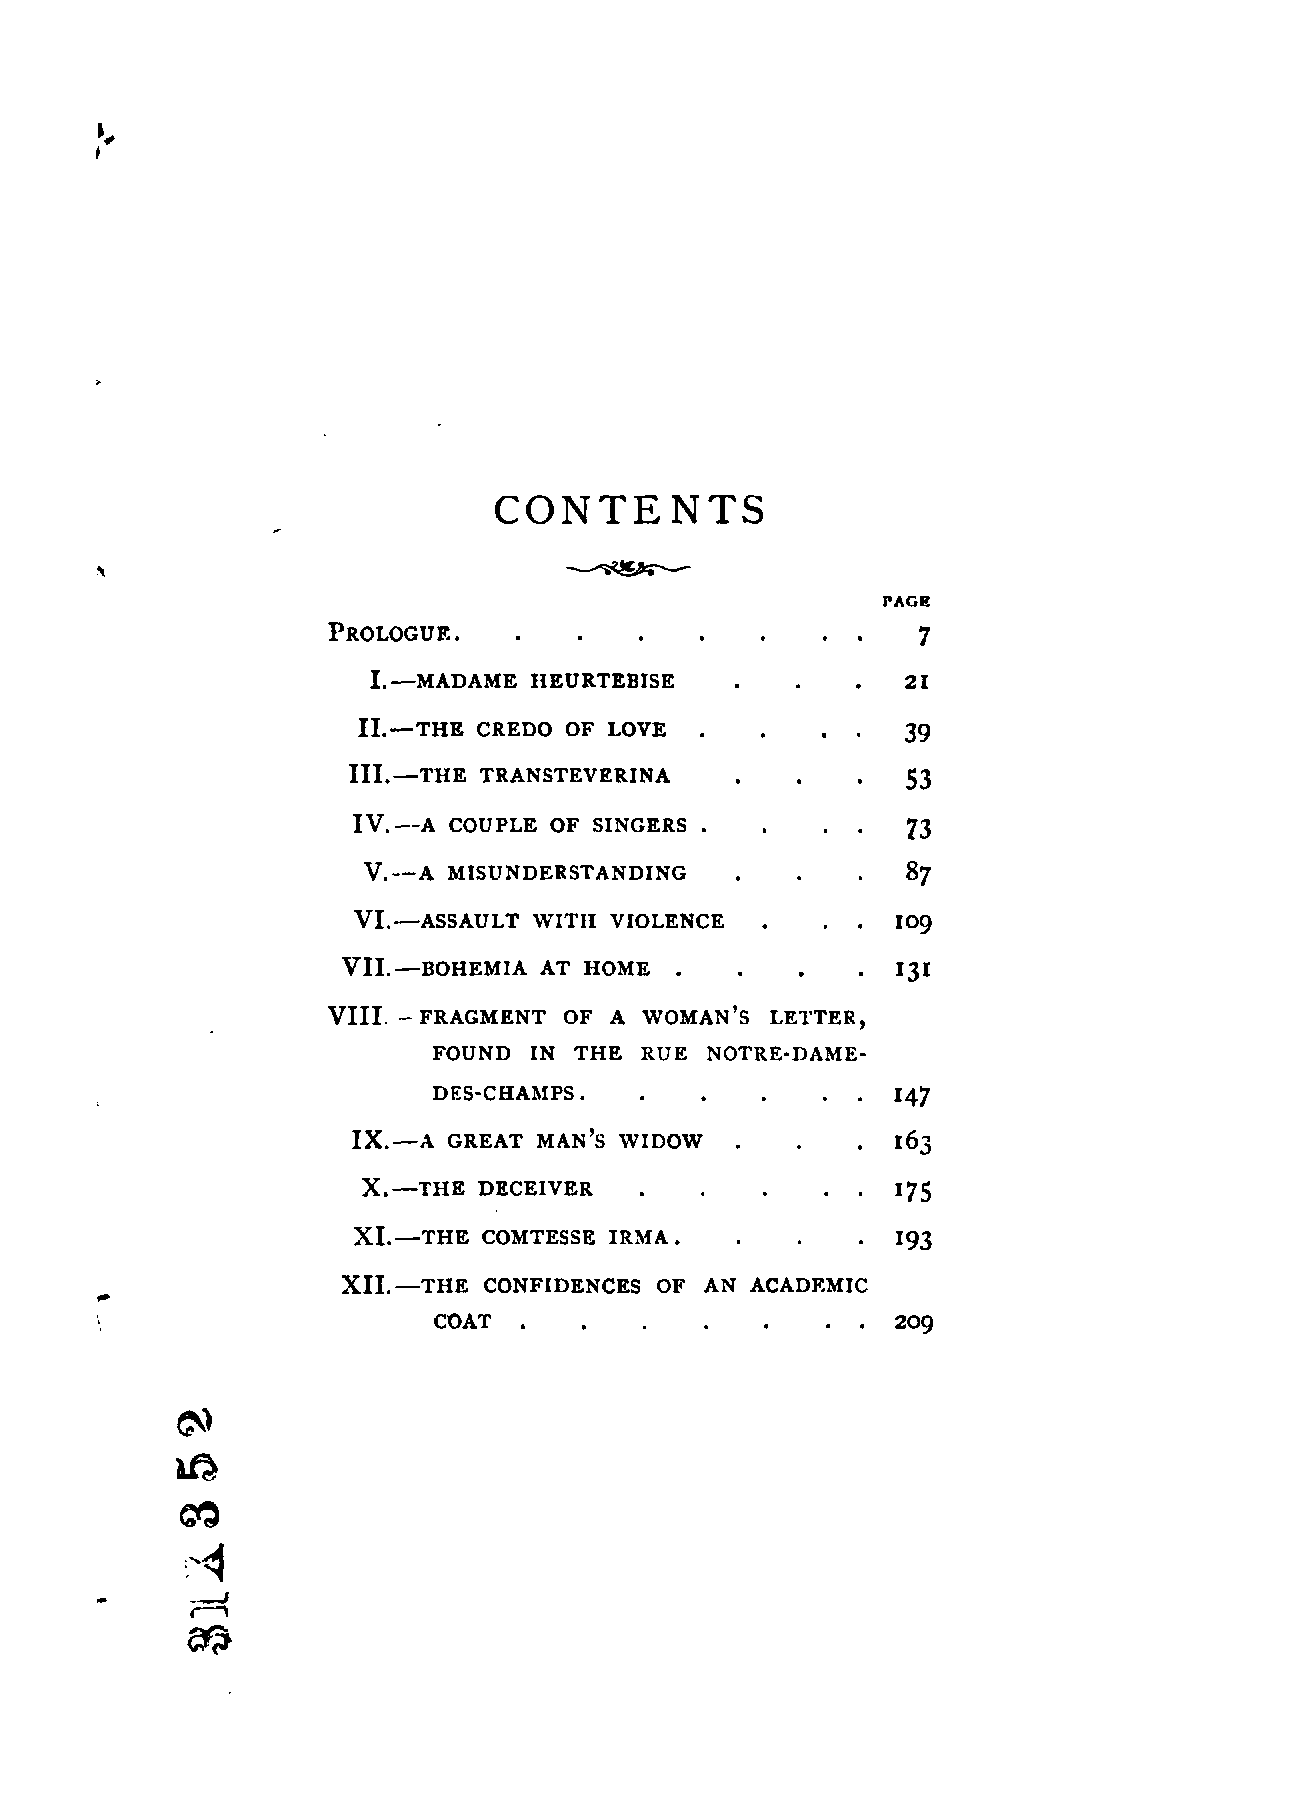 CONTENTS
PAGE
PROLOGUE. . . . . . . . 7
I.—MADAME HEURTEBISE . . . 21
II.—THE CREDO OF LOVE . . . . 39
III.—THE TRANSTEVERINA . . . 53
IV.—A COUPLE OF SINGERS . . . . 73
V.—A MISUNDERSTANDING . . . 87
VI.—ASSAULT WITH VIOLENCE . . . 109
VII.—BOHEMIA AT HOME . . . . 131
VIII.–FRAGMENT OF A WOMAN'S LETTER,
FOUND IN THE RUE NOTRE-DAME-
DES-CHAMPS. . . . . . 147
IX.—A GREAT MAN'S WIDOW . . . 163
X.—THE DECEIVER . . . . . 175
XI.—THE COMTESSE IRMA. . . . 193
XII.—THE CONFIDENCES OF AN ACADEMIC
COAT . . . . . . . 209